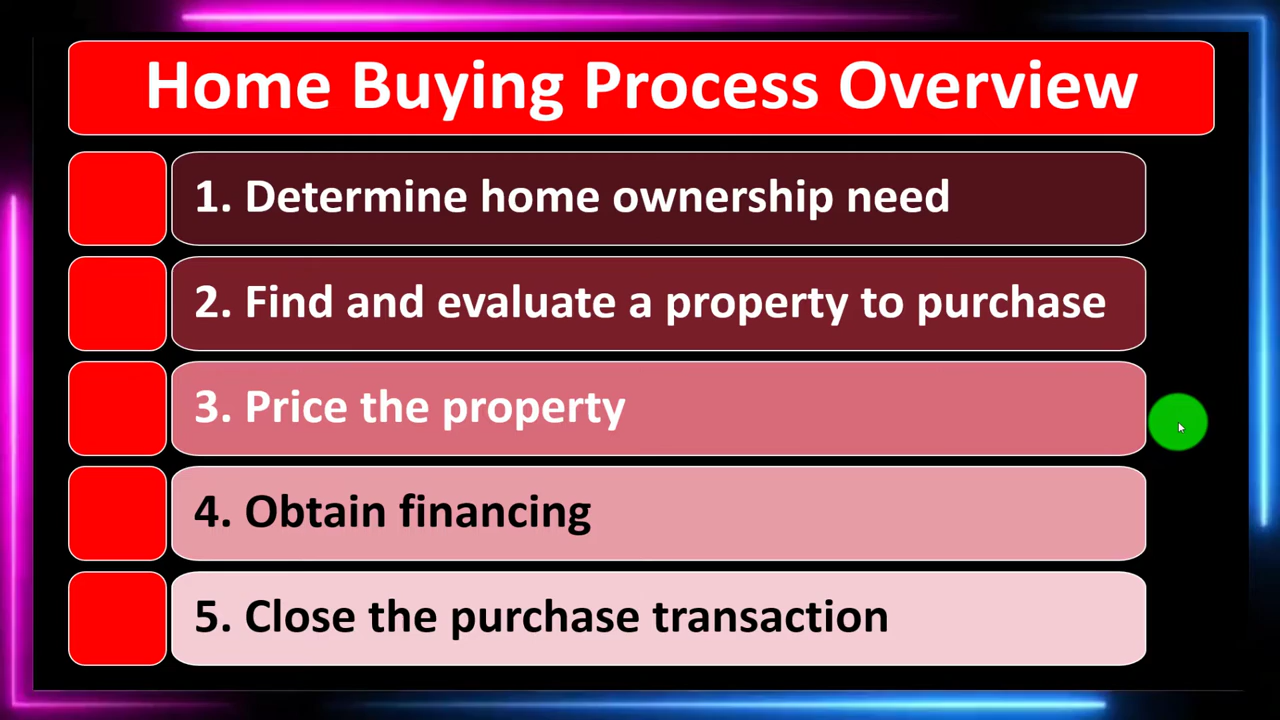 Home Buying Process Overview
1. Determine home ownership need
2. Find and evaluate a property to purchase
3. Price the property
4. Obtain financing
5. Close the purchase transaction